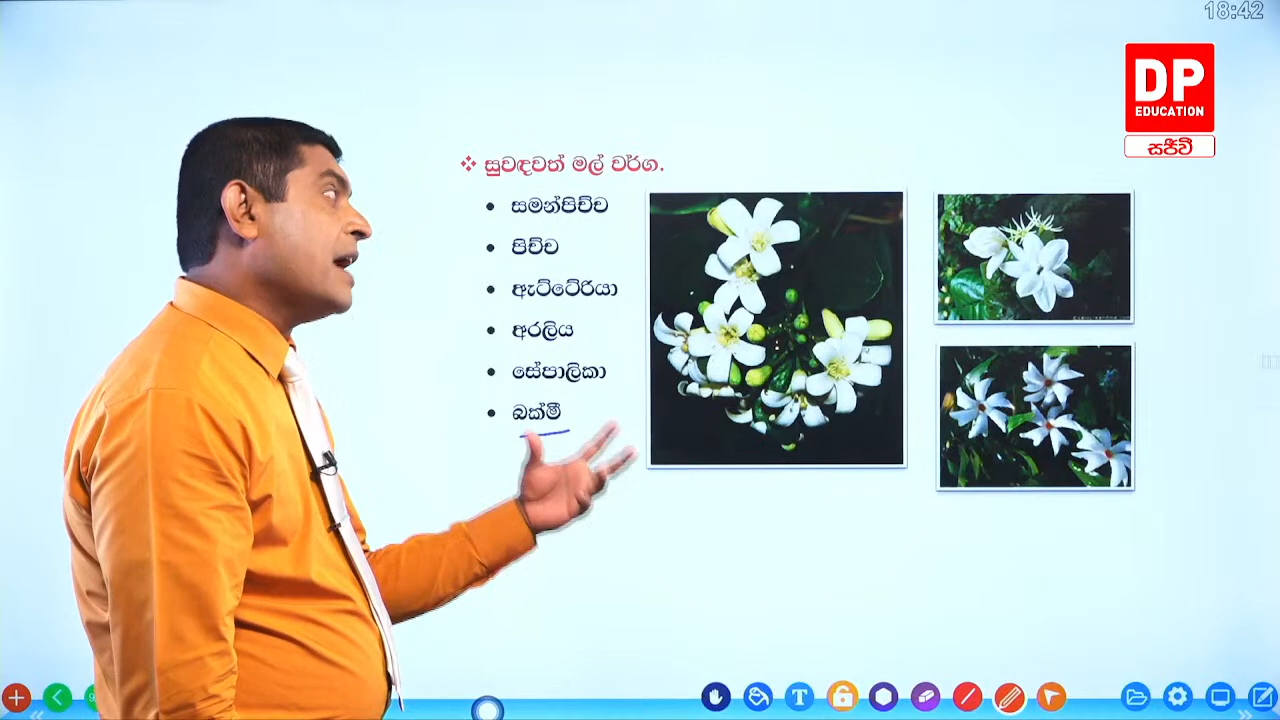 18:42
DP
EDUCATION
සජීවී
❖ සුවඳවත් මල් වර්ග.
• සමන්පිච්ච
• පිච්ච
• ඇට්ටේරියා
• අරලිය
• සේපාලිකා
• බක්මී
T